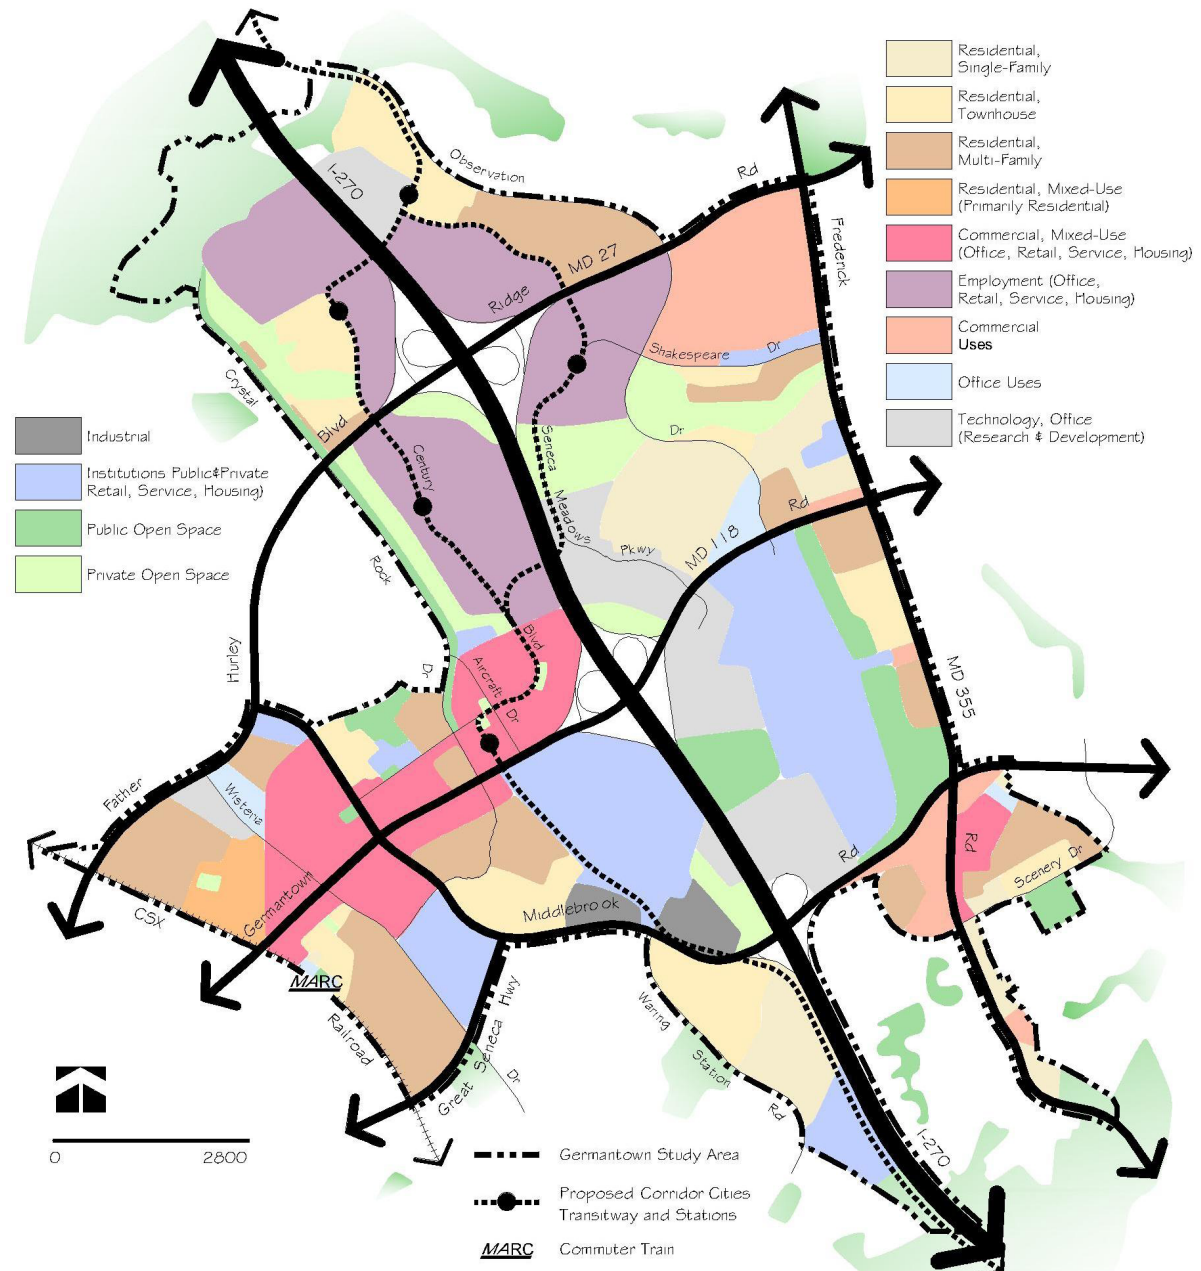 Residential,
Single-Family
Residential,
Townhouse
Residential,
Multi-Family
Residential, Mixed-Use
(Primarily Residential)
Commercial, Mixed-Use
(Office, Retail, Service, Housing)
Employment (Office,
Retail, Service, Housing)
Commercial
Uses
Office Uses
Technology, Office
(Research & Development)
Industrial
Institutions Public&Private
Retail, Service, Housing)
Public Open Space
Private Open Space
I-270
Observation
Rd
Frederick
MD 27
Ridge
Shakespeare Dr
Crystal
Blvd
Century
Seneca
Dr
Meadows
Rd
Rock
Pkwy
MD 118
Blvd
Hurley
Dr
Aircraft
Dr
MD 355
Father
Wisteria
Rd
Rd
Scenery Dr
Germantown
Middlebrook
CSX
MARC
Railroad
Great Seneca Hwy
Dr
Waring
Station
Rd
I-270
0 2800
Germantown Study Area
Proposed Corridor Cities
Transitway and Stations
MARC Commuter Train